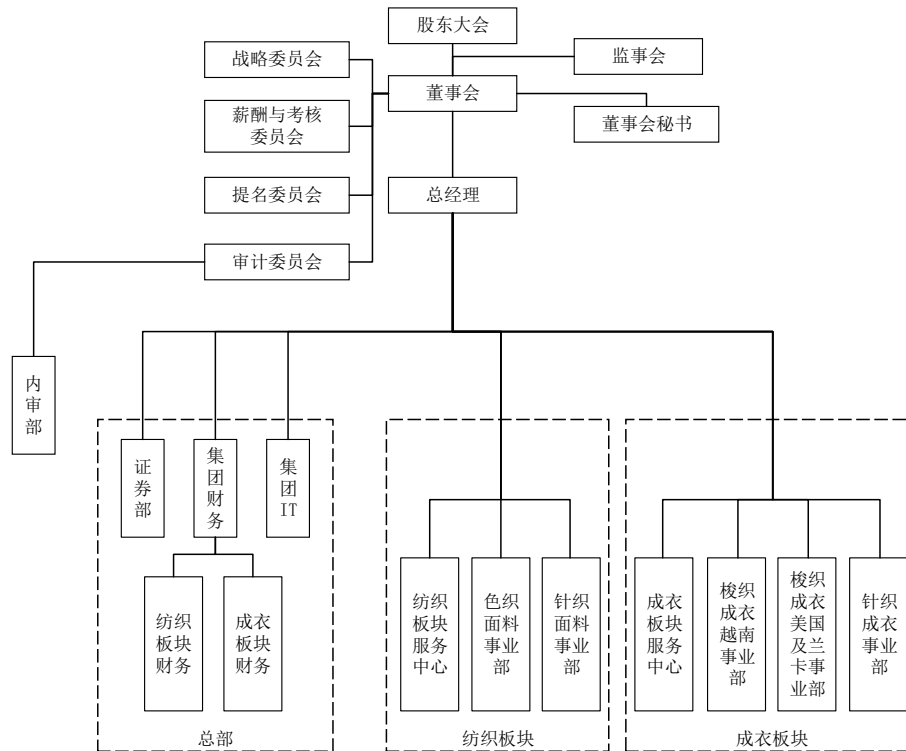 股东大会
战略委员会
监事会
董事会
薪酬与考核
委员会
董事会秘书
提名委员会
总经理
审计委员会
内
审
部
证
券
部
集
团
财
务
集
团
IT
纺织
板块
财务
成衣
板块
财务
总部
纺织
板块
服务
中心
色织
面料
事业
部
针织
面料
事业
部
纺织板块
成衣
板块
服务
中心
梭织
成衣
越南
事业
部
梭织
成衣
美国
及兰
卡事
业部
针织
成衣
事业
部
成衣板块